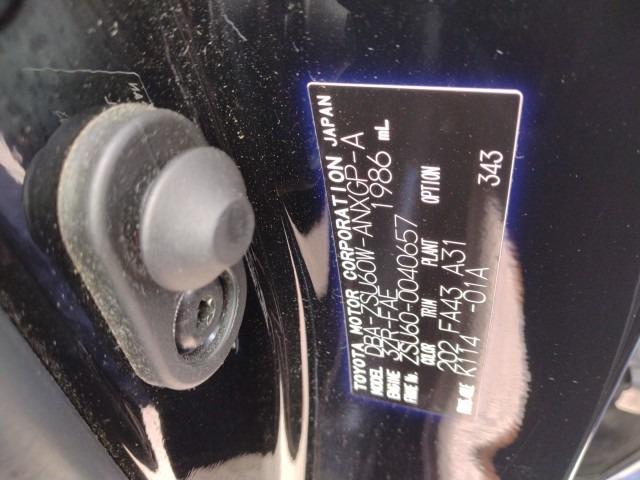 TOYOTA MOTOR CORPORATION JAPAN
MODEL DBA-ZSU60W-ANXGP-A
ENGINE 3ZR-FAE 1986 mL
FRAME No. ZSU60-0040657
COLOR TRIM PLANT OPTION
202 FA43 A31
K114 -01A 343